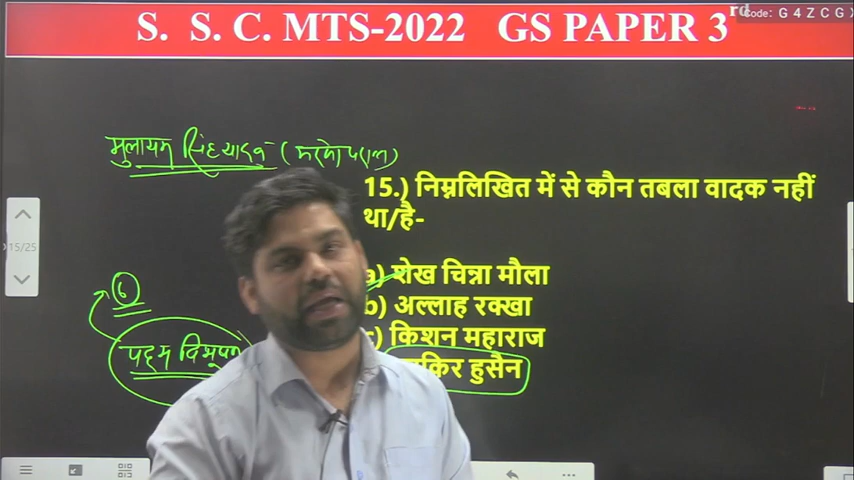 S. S. C. MTS-2022 GS PAPER 3
Code: G4ZCGX
मुलायम सिंह यादव (मरणोपरान्त)
15.) निम्नलिखित में से कौन तबला वादक नहीं
था/है-
15/25
a) शेख चिन्ना मौला
b) अल्लाह रक्खा
c) किशन महाराज
हुसैन
6
पद्म विभूषण